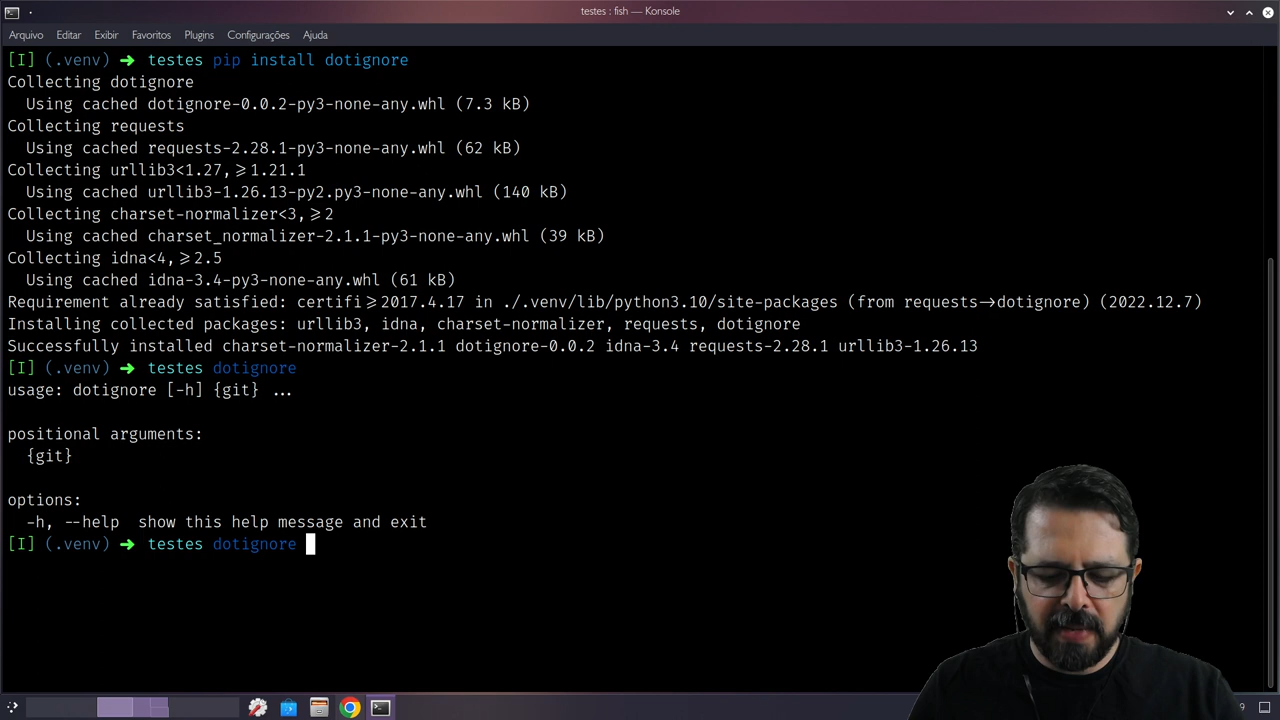 testes : fish — Konsole
Arquivo Editar Exibir Favoritos Plugins Configurações Ajuda
[I] (.venv) ➜ testes pip install dotignore
Collecting dotignore
  Using cached dotignore-0.0.2-py3-none-any.whl (7.3 kB)
Collecting requests
  Using cached requests-2.28.1-py3-none-any.whl (62 kB)
Collecting urllib3<1.27,>=1.21.1
  Using cached urllib3-1.26.13-py2.py3-none-any.whl (140 kB)
Collecting charset-normalizer<3,>=2
  Using cached charset_normalizer-2.1.1-py3-none-any.whl (39 kB)
Collecting idna<4,>=2.5
  Using cached idna-3.4-py3-none-any.whl (61 kB)
Requirement already satisfied: certifi>=2017.4.17 in ./.venv/lib/python3.10/site-packages (from requests->dotignore) (2022.12.7)
Installing collected packages: urllib3, idna, charset-normalizer, requests, dotignore
Successfully installed charset-normalizer-2.1.1 dotignore-0.0.2 idna-3.4 requests-2.28.1 urllib3-1.26.13
[I] (.venv) ➜ testes dotignore
usage: dotignore [-h] {git} ...
positional arguments:
  {git}
options:
  -h, --help  show this help message and exit
[I] (.venv) ➜ testes dotignore
9